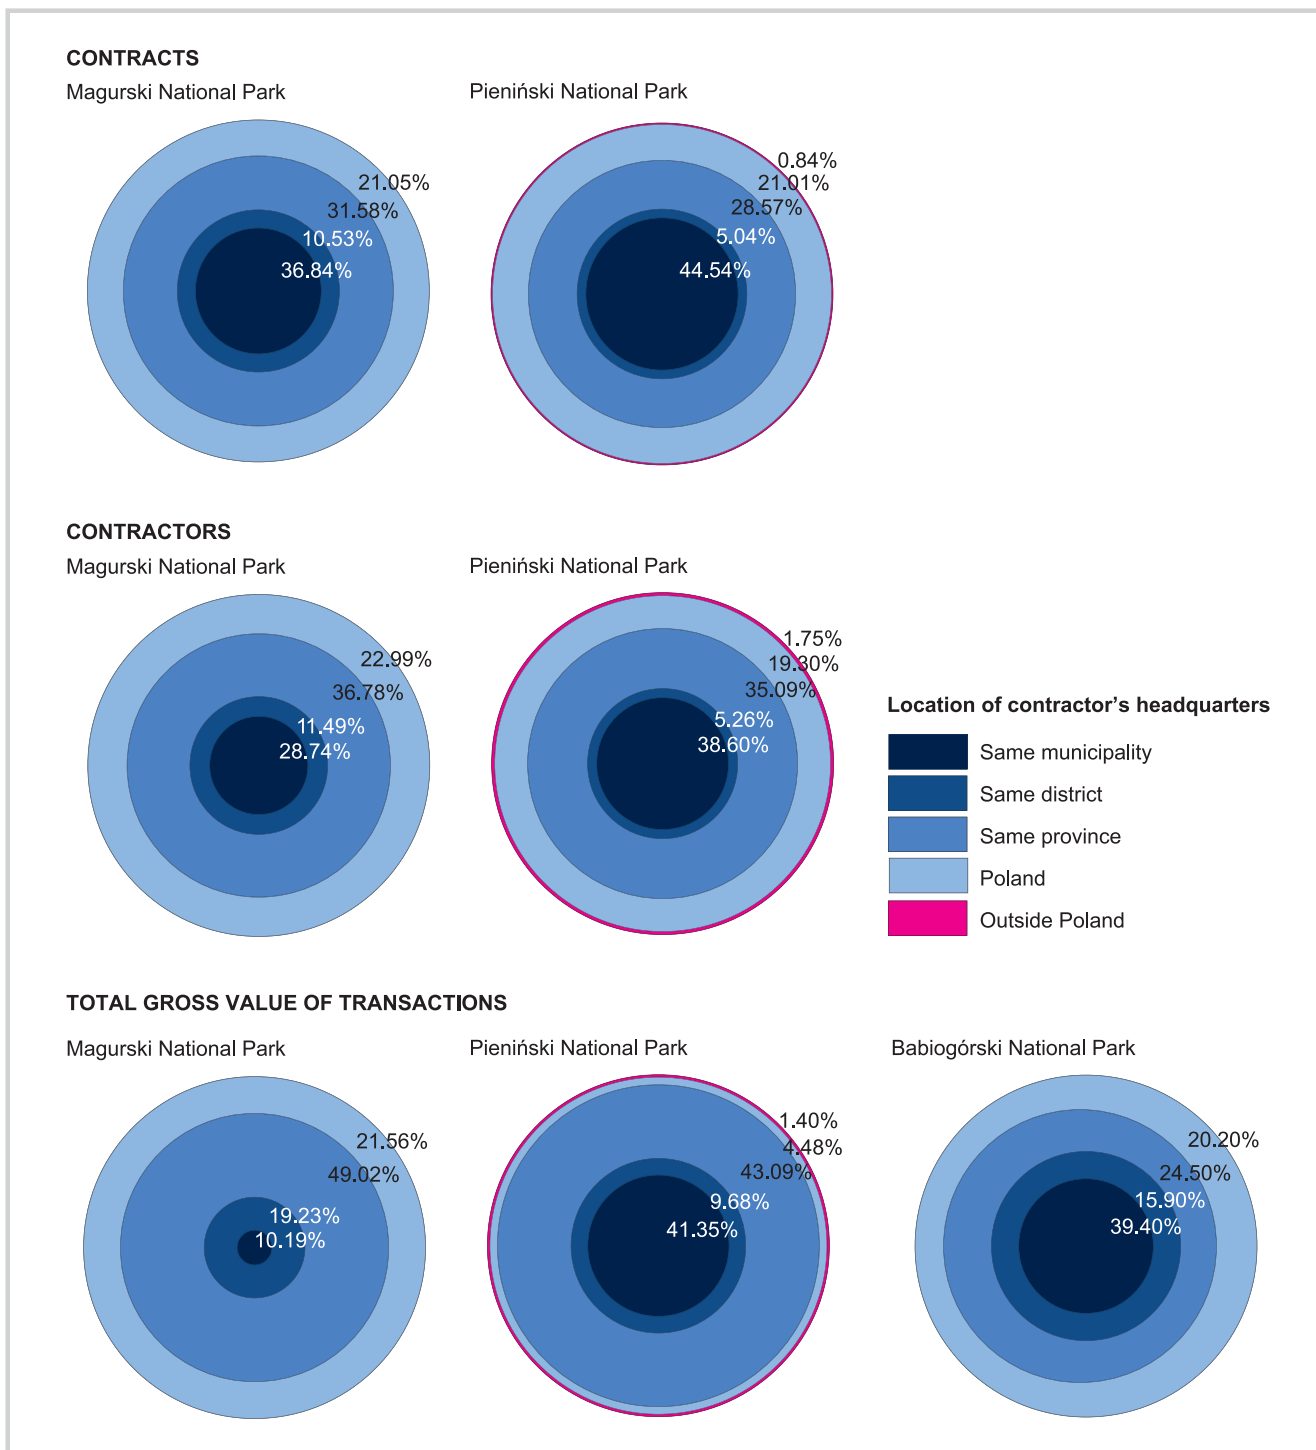 CONTRACTS
Magurski National Park
Pieniński National Park
21.05%
31.58%
10.53%
36.84%
0.84%
21.01%
28.57%
5.04%
44.54%
CONTRACTORS
Magurski National Park
Pieniński National Park
22.99%
36.78%
11.49%
28.74%
1.75%
19.30%
35.09%
5.26%
38.60%
Location of contractor's headquarters
Same municipality
Same district
Same province
Poland
Outside Poland
TOTAL GROSS VALUE OF TRANSACTIONS
Magurski National Park
Pieniński National Park
Babiogórski National Park
21.56%
49.02%
19.23%
10.19%
1.40%
4.48%
43.09%
9.68%
41.35%
20.20%
24.50%
15.90%
39.40%